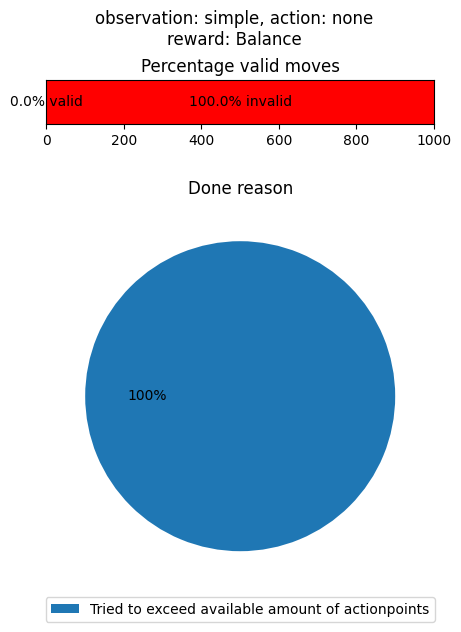 observation: simple, action: none
reward: Balance
Percentage valid moves
0.0% valid
100.0% invalid
0 200 400 600 800 1000
Done reason
100%
Tried to exceed available amount of actionpoints